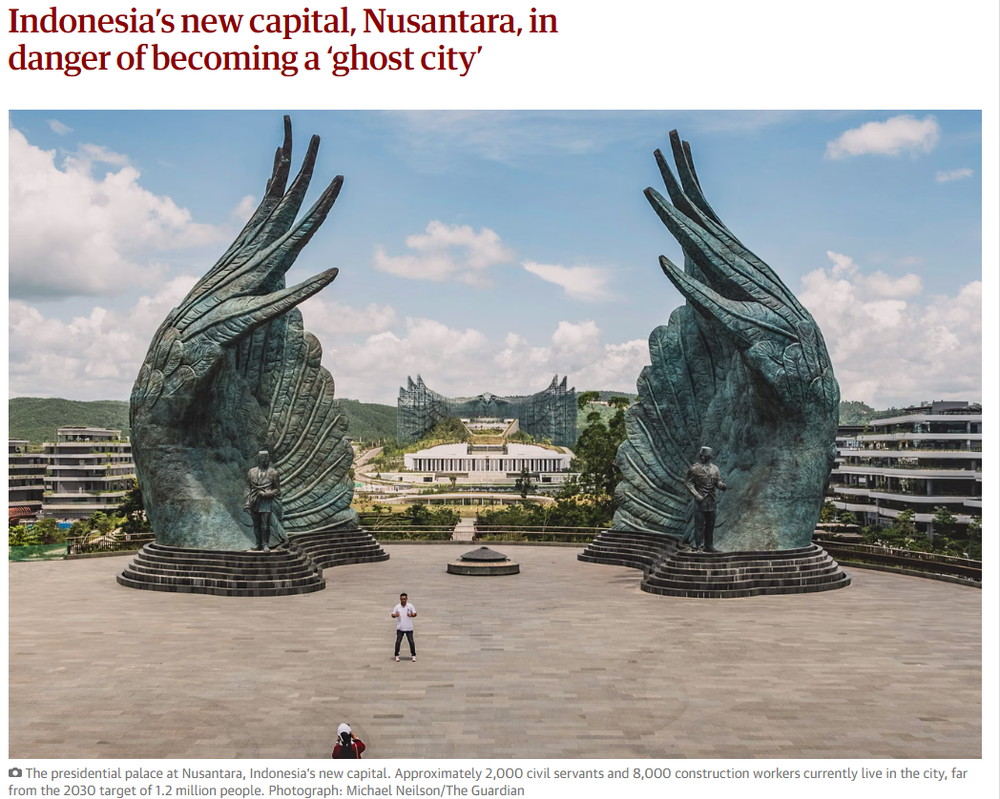 Indonesia’s new capital, Nusantara, in
danger of becoming a ‘ghost city’
The presidential palace at Nusantara, Indonesia’s new capital. Approximately 2,000 civil servants and 8,000 construction workers currently live in the city, far
from the 2030 target of 1.2 million people. Photograph: Michael Neilson/The Guardian